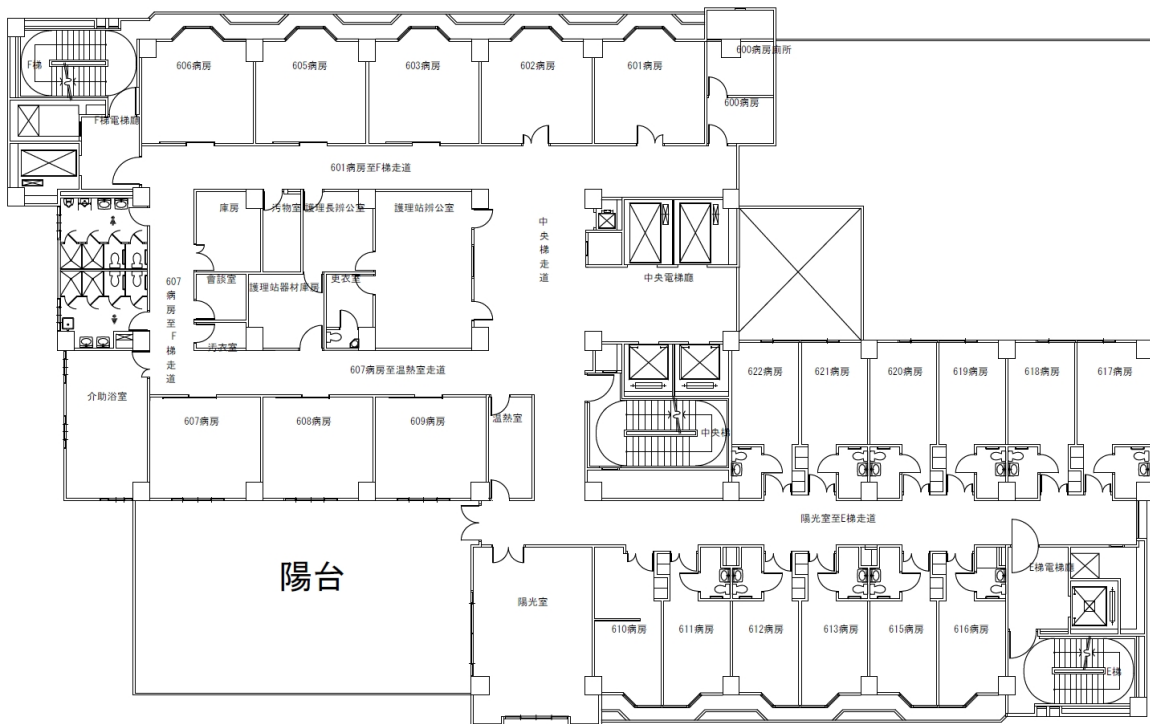 600病房廁所
F梯
606病房
605病房
603病房
602病房
601病房
600病房
F梯電梯廳
601病房至F梯走道
庫房
汚物室
護理長辦公室
護理站辦公室
中央梯走道
中央電梯廳
607病房至F梯走道
會談室
護理站器材庫房
更衣室
汚衣室
607病房至温熱室走道
622病房
621病房
620病房
619病房
618病房
617病房
介助浴室
607病房
608病房
609病房
温熱室
中央梯
陽光室至E梯走道
陽台
E梯電梯廳
陽光室
610病房
611病房
612病房
613病房
615病房
616病房
E梯